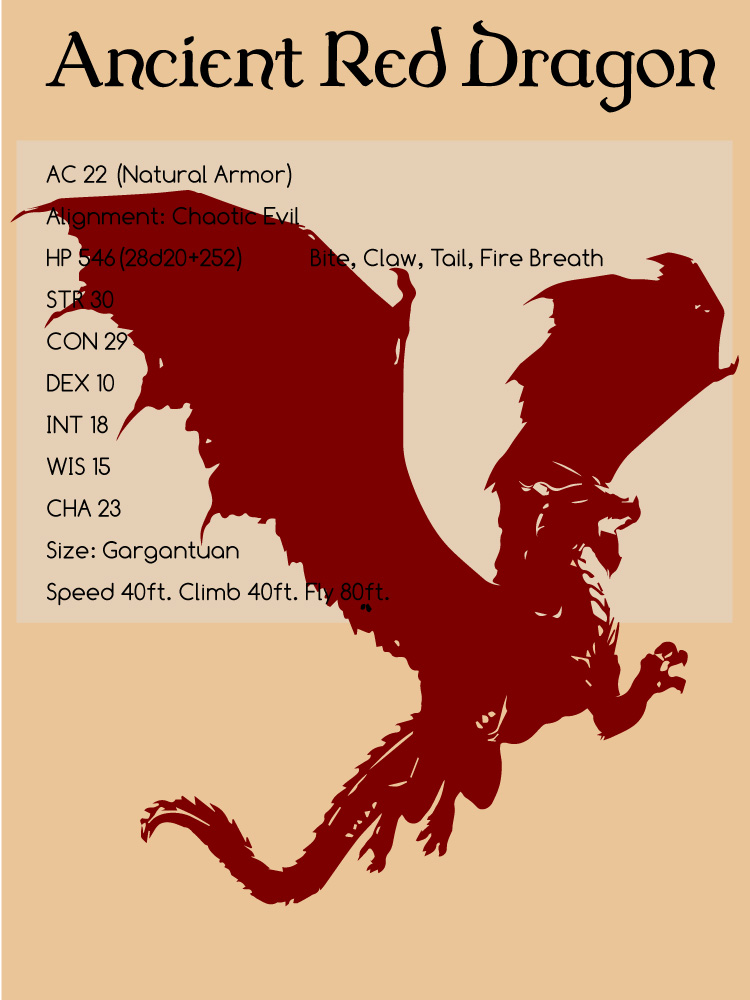 Ancient Red Dragon
AC 22 (Natural Armor)
Alignment: Chaotic Evil
HP 546(28d20+252) Bite, Claw, Tail, Fire Breath
STR 30
CON 29
DEX 10
INT 18
WIS 15
CHA 23
Size: Gargantuan
Speed 40ft. Climb 40ft. Fly 80ft.